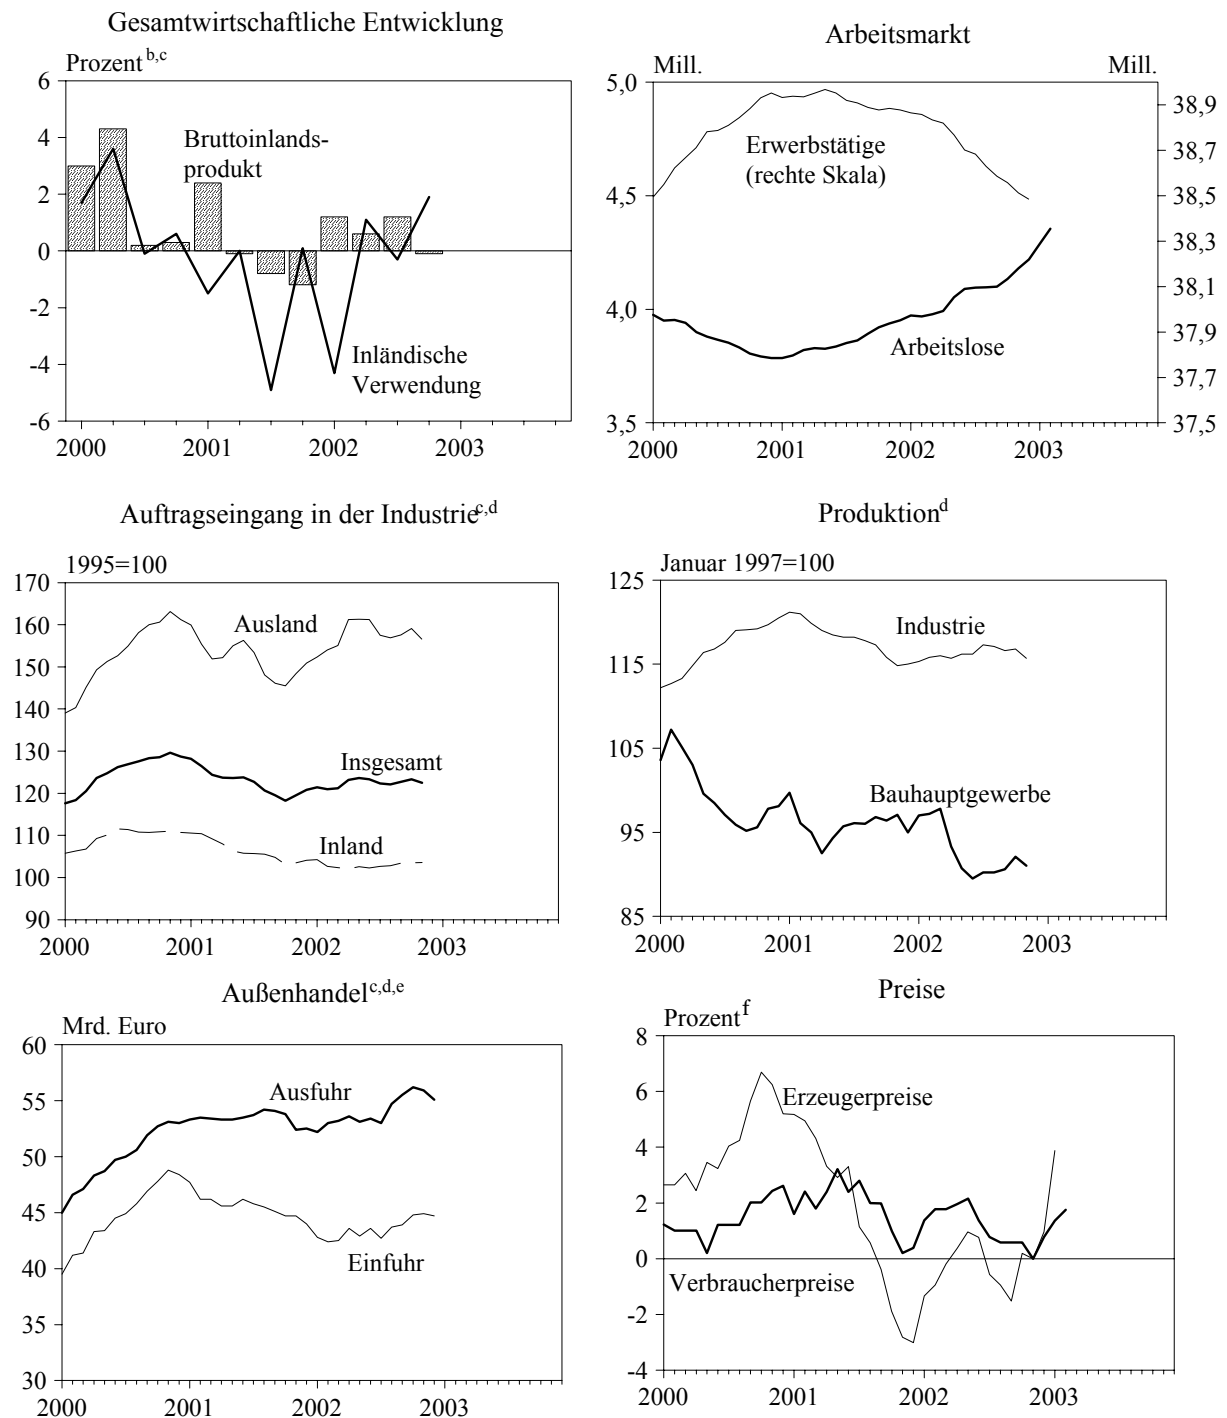 Gesamtwirtschaftliche Entwicklung
Prozent b,c
6
4
2
0
-2
-4
-6
Bruttoinlands-
produkt
Inländische
Verwendung
2000 2001 2002 2003
Arbeitsmarkt
Mill. Mill.
5,0
4,5
4,0
3,5
Erwerbstätige
(rechte Skala)
Arbeitslose
38,9
38,7
38,5
38,3
38,1
37,9
37,7
37,5
2000 2001 2002 2003
Auftragseingang in der Industrie c,d
1995=100
170
160
150
140
130
120
110
100
90
Ausland
Insgesamt
Inland
2000 2001 2002 2003
Produktion d
Januar 1997=100
125
115
105
95
85
Industrie
Bauhauptgewerbe
2000 2001 2002 2003
Außenhandel c,d,e
Mrd. Euro
60
55
50
45
40
35
30
Ausfuhr
Einfuhr
2000 2001 2002 2003
Preise
Prozent f
8
6
4
2
0
-2
-4
Erzeugerpreise
Verbraucherpreise
2000 2001 2002 2003